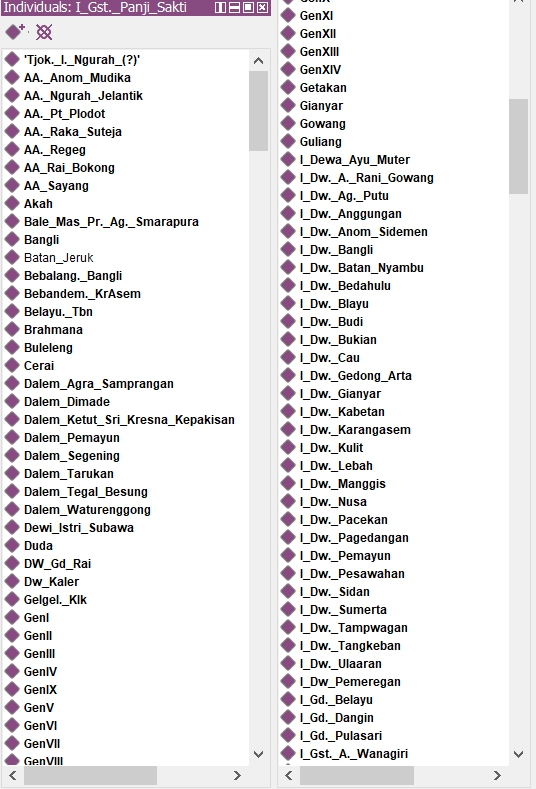 Individuals: I_Gst._Panji_Sakti
'Tjok._I._Ngurah_(?)'
AA._Anom_Mudika
AA._Ngurah_Jelantik
AA._Pt_Plodot
AA._Raka_Suteja
AA._Regeg
AA_Rai_Bokong
AA_Sayang
Akah
Bale_Mas_Pr._Ag._Smarapura
Bangli
Batan_Jeruk
Bebalang._Bangli
Bebandem._KrAsem
Belayu._Tbn
Brahmana
Buleleng
Cerai
Dalem_Agra_Samprangan
Dalem_Dimade
Dalem_Ketut_Sri_Kresna_Kepakisan
Dalem_Pemayun
Dalem_Segening
Dalem_Tarukan
Dalem_Tegal_Besung
Dalem_Waturenggong
Dewi_Istri_Subawa
Duda
DW_Gd_Rai
Dw_Kaler
Gelgel._Klk
GenI
GenII
GenIII
GenIV
GenIX
GenV
GenVI
GenVII
GenVIII
GenX
GenXI
GenXII
GenXIII
GenXIV
Getakan
Gianyar
Gowang
Guliang
I_Dewa_Ayu_Muter
I_Dw._A._Rani_Gowang
I_Dw._Ag._Putu
I_Dw._Anggungan
I_Dw._Anom_Sidemen
I_Dw._Bangli
I_Dw._Batan_Nyambu
I_Dw._Bedahulu
I_Dw._Blayu
I_Dw._Budi
I_Dw._Bukian
I_Dw._Cau
I_Dw._Gedong_Arta
I_Dw._Gianyar
I_Dw._Kabetan
I_Dw._Karangasem
I_Dw._Kulit
I_Dw._Lebah
I_Dw._Manggis
I_Dw._Nusa
I_Dw._Pacekan
I_Dw._Pagedangan
I_Dw._Pemayun
I_Dw._Pesawahan
I_Dw._Sidan
I_Dw._Sumerta
I_Dw._Tampwagan
I_Dw._Tangkeban
I_Dw._Ulaaran
I_Dw_Pemeregan
I_Gd._Belayu
I_Gd._Dangin
I_Gd._Pulasari
I_Gst._A._Wanagiri